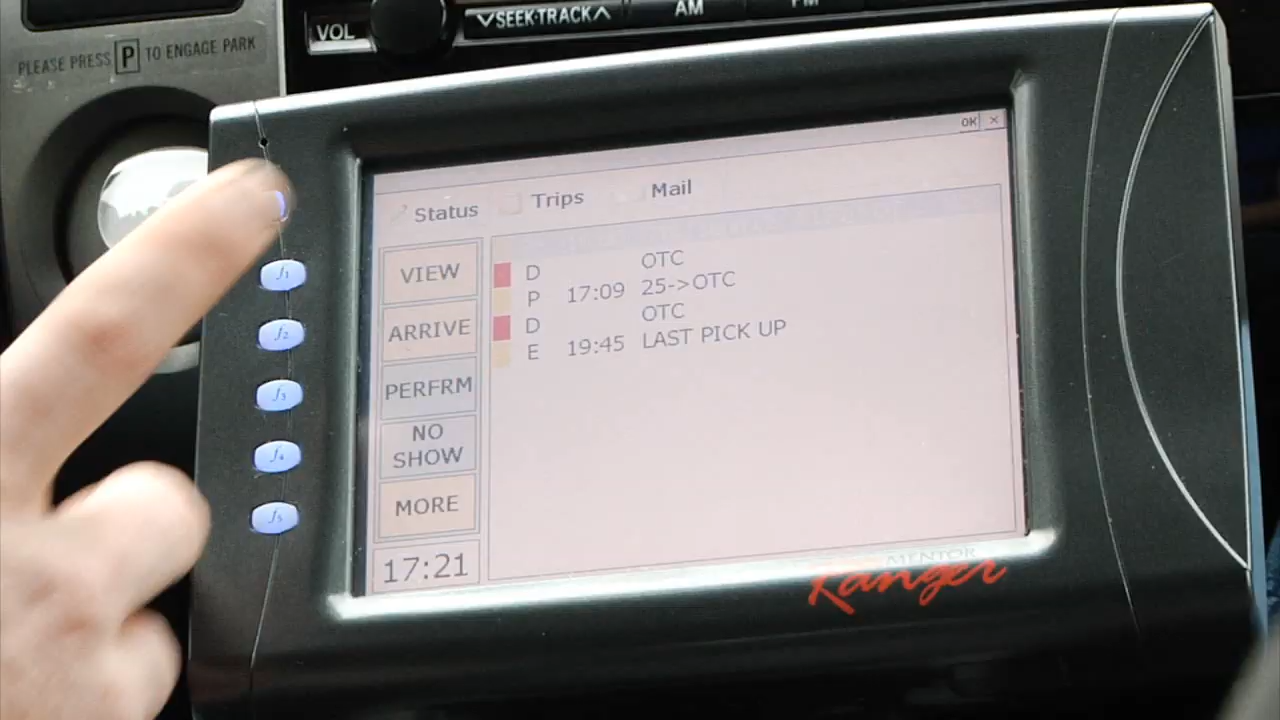 VOL
SEEK·TRACK
AM
FM
PLEASE PRESS P TO ENGAGE PARK
OK ×
Status Trips Mail
VIEW
ARRIVE
PERFRM
NO
SHOW
MORE
17:21
D OTC
P 17:09 25->OTC
D OTC
E 19:45 LAST PICK UP
f1
f2
f3
f4
f5
MENTOR
Ranger